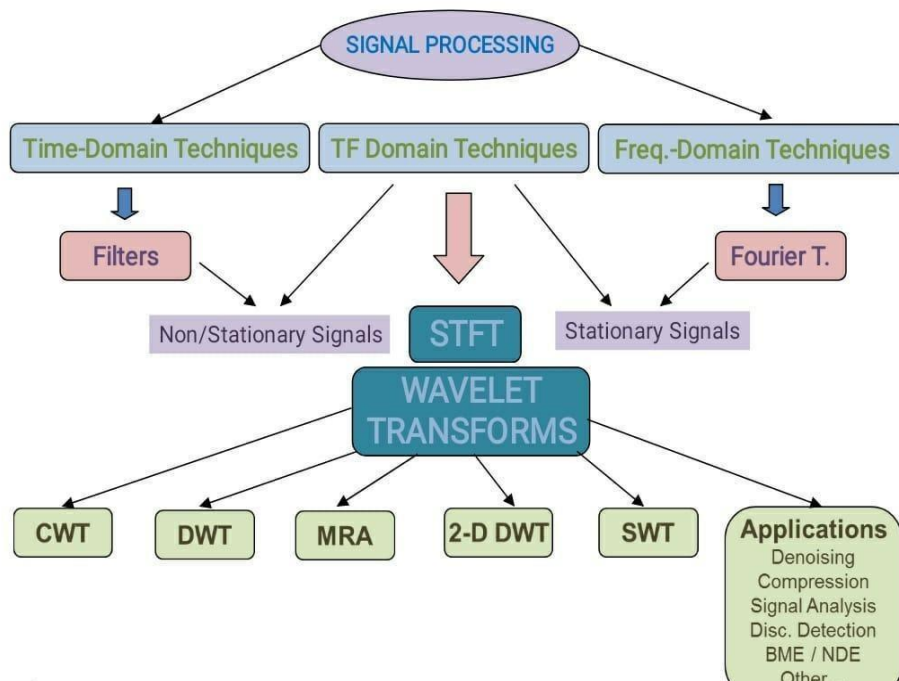 SIGNAL PROCESSING
Time-Domain Techniques
TF Domain Techniques
Freq.-Domain Techniques
Filters
Fourier T.
Non/Stationary Signals
STFT
Stationary Signals
WAVELET
TRANSFORMS
CWT
DWT
MRA
2-D DWT
SWT
Applications
Denoising
Compression
Signal Analysis
Disc. Detection
BME / NDE
Other